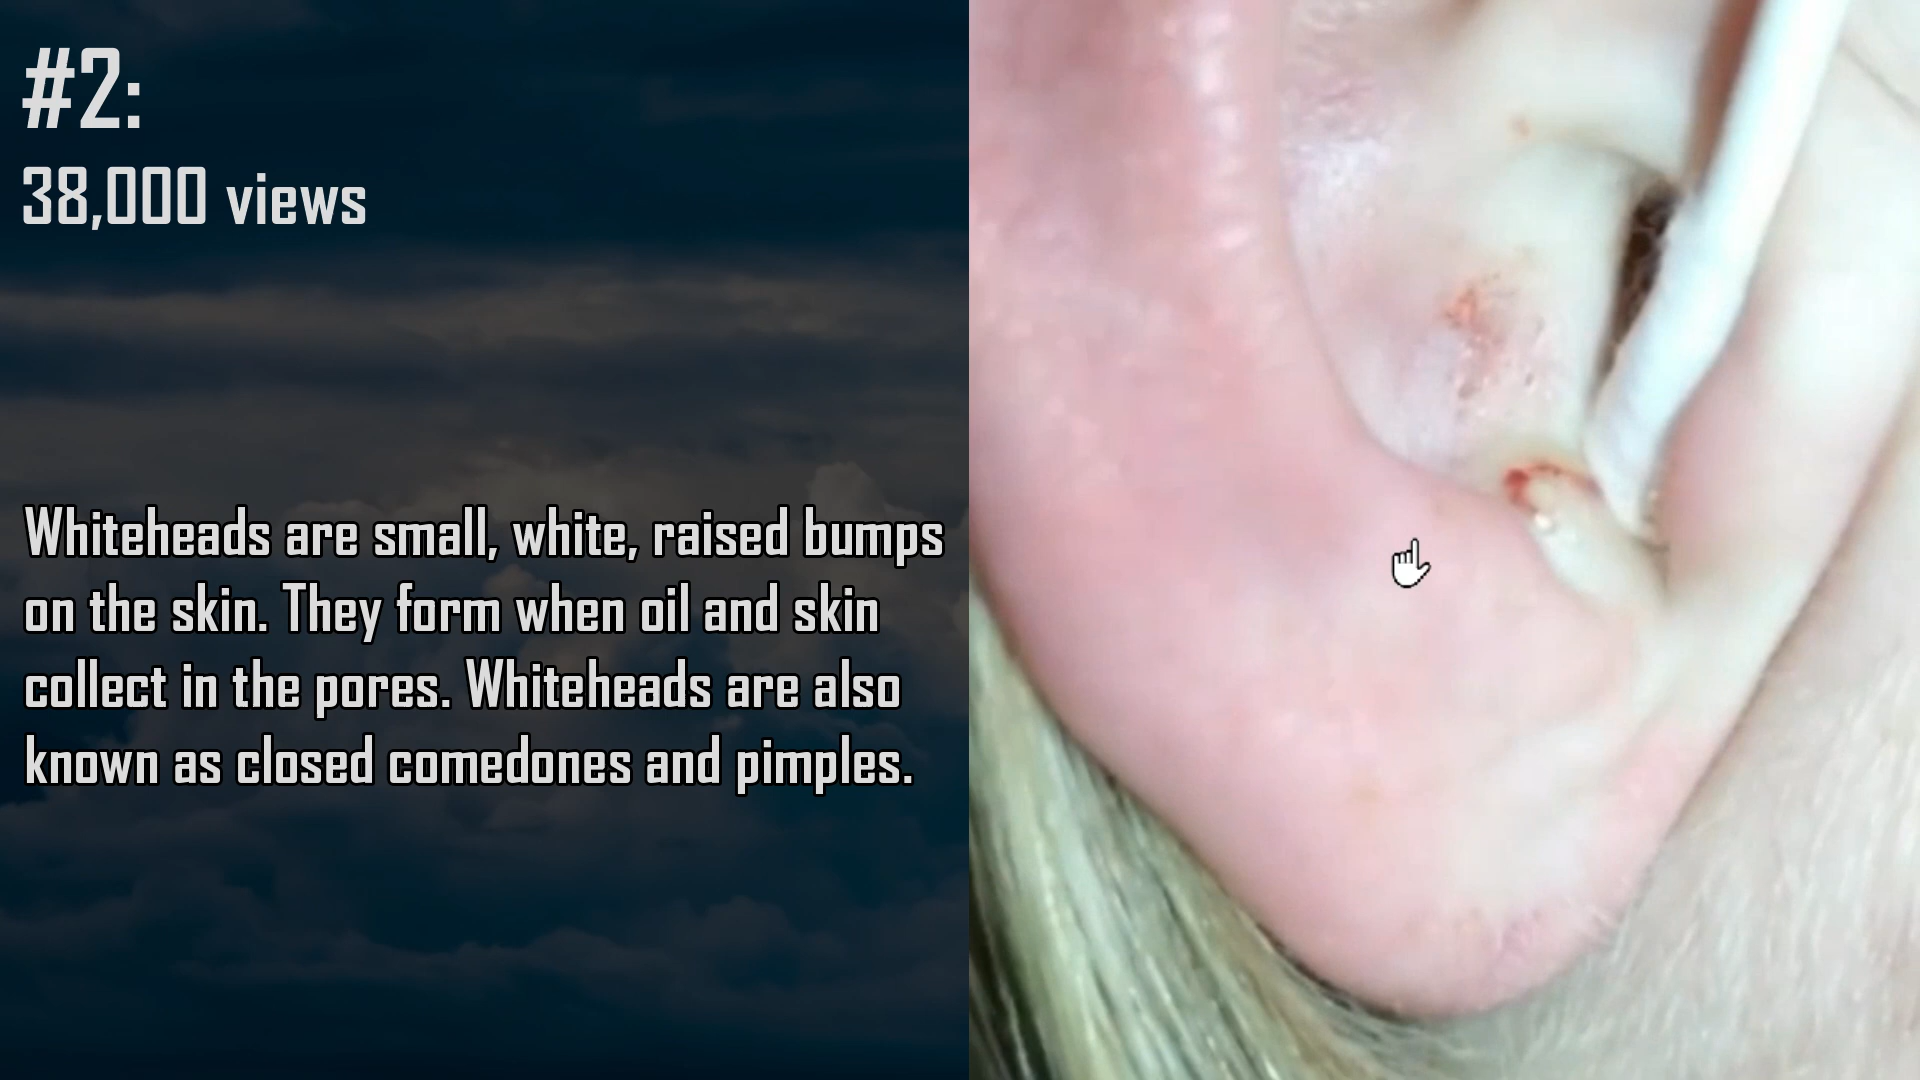 #2:
38,000 views
Whiteheads are small, white, raised bumps
on the skin. They form when oil and skin
collect in the pores. Whiteheads are also
known as closed comedones and pimples.